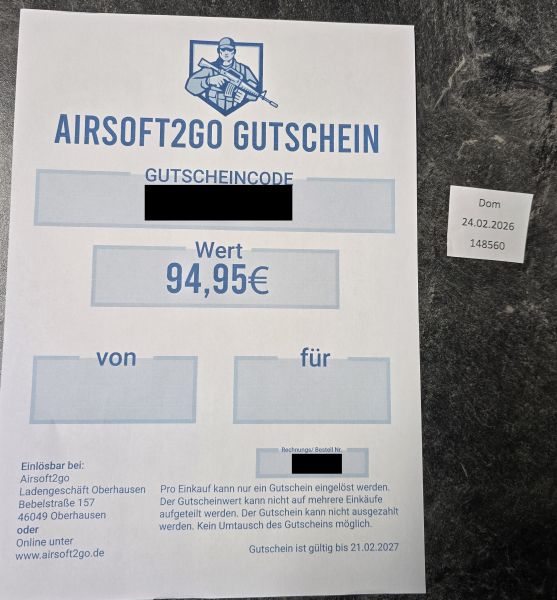 AIRSOFT2GO GUTSCHEIN
GUTSCHEINCODE
Wert
94,95€
von
für
Rechnungs/ Bestell Nr.
Einlösbar bei:
Airsoft2go
Ladengeschäft Oberhausen
Bebelstraße 157
46049 Oberhausen
oder
Online unter
www.airsoft2go.de
Pro Einkauf kann nur ein Gutschein eingelöst werden.
Der Gutscheinwert kann nicht auf mehrere Einkäufe
aufgeteilt werden. Der Gutschein kann nicht ausgezahlt
werden. Kein Umtausch des Gutscheins möglich.
Gutschein ist gültig bis 21.02.2027
Dom
24.02.2026
148560